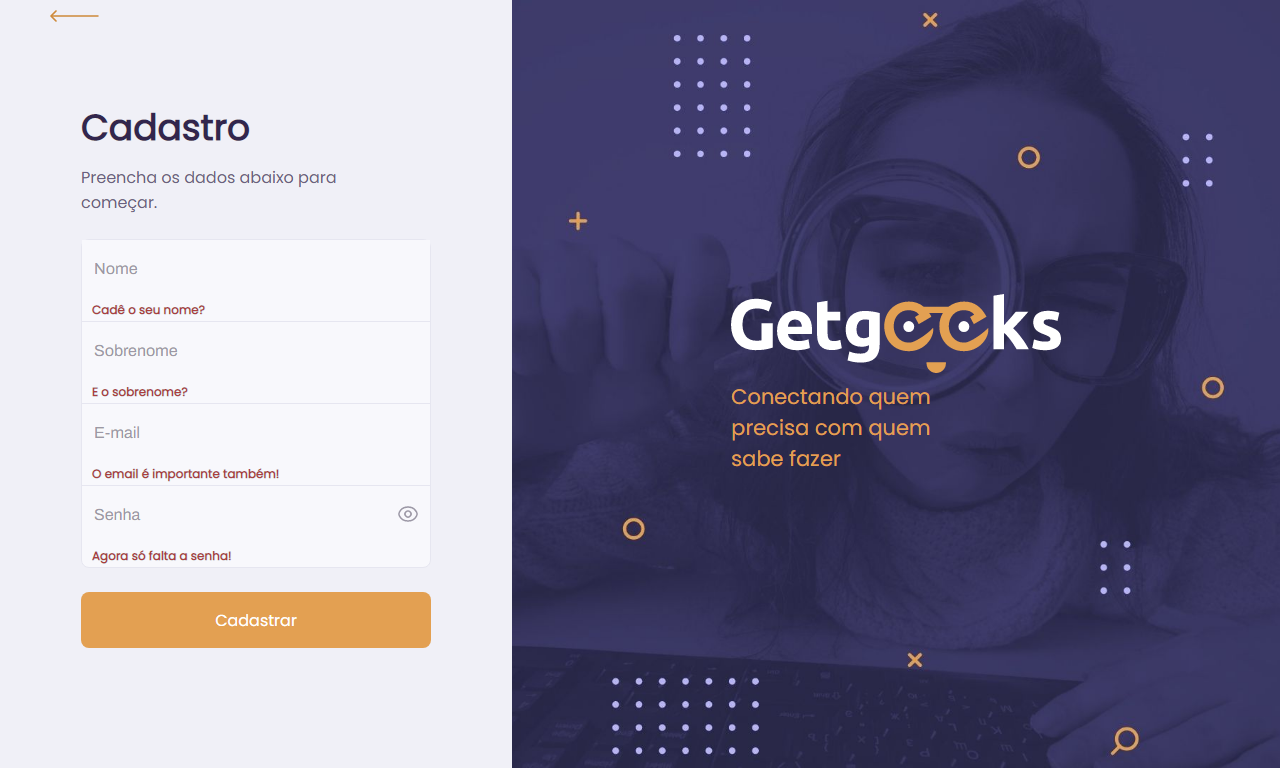 Cadastro
Preencha os dados abaixo para
começar.
Nome
Cadê o seu nome?
Sobrenome
E o sobrenome?
E-mail
O email é importante também!
Senha
Agora só falta a senha!
Cadastrar
Getgeeks
Conectando quem
precisa com quem
sabe fazer